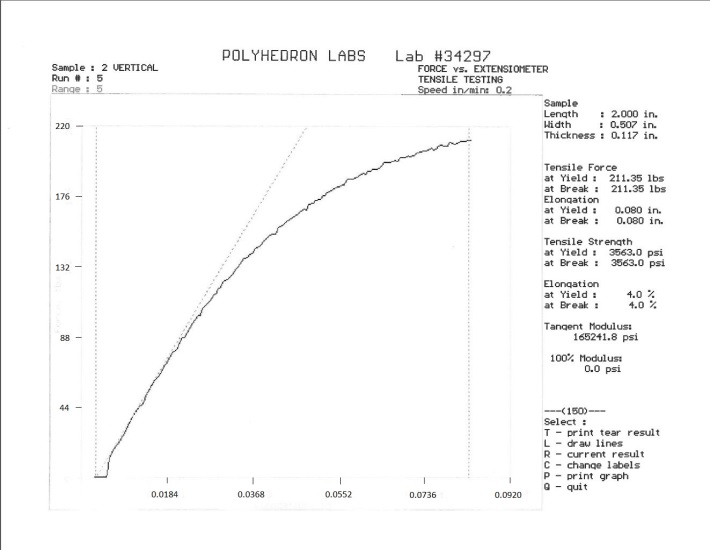 POLYHEDRON LABS Lab #34297
Sample : 2 VERTICAL
Run # : 5
Range : 5
FORCE vs. EXTENSIOMETER
TENSILE TESTING
Speed in/min: 0.2
220
176
132
88
44
0.0184 0.0368 0.0552 0.0736 0.0920
Sample
Length : 2.000 in.
Width : 0.507 in.
Thickness : 0.117 in.
Tensile Force
at Yield : 211.35 lbs
at Break : 211.35 lbs
Elongation
at Yield : 0.080 in.
at Break : 0.080 in.
Tensile Strength
at Yield : 3563.0 psi
at Break : 3563.0 psi
Elongation
at Yield : 4.0 %
at Break : 4.0 %
Tangent Modulus:
165241.8 psi
100% Modulus:
0.0 psi
---(150)---
Select :
T - print tear result
L - draw lines
R - current result
C - change labels
P - print graph
Q - quit